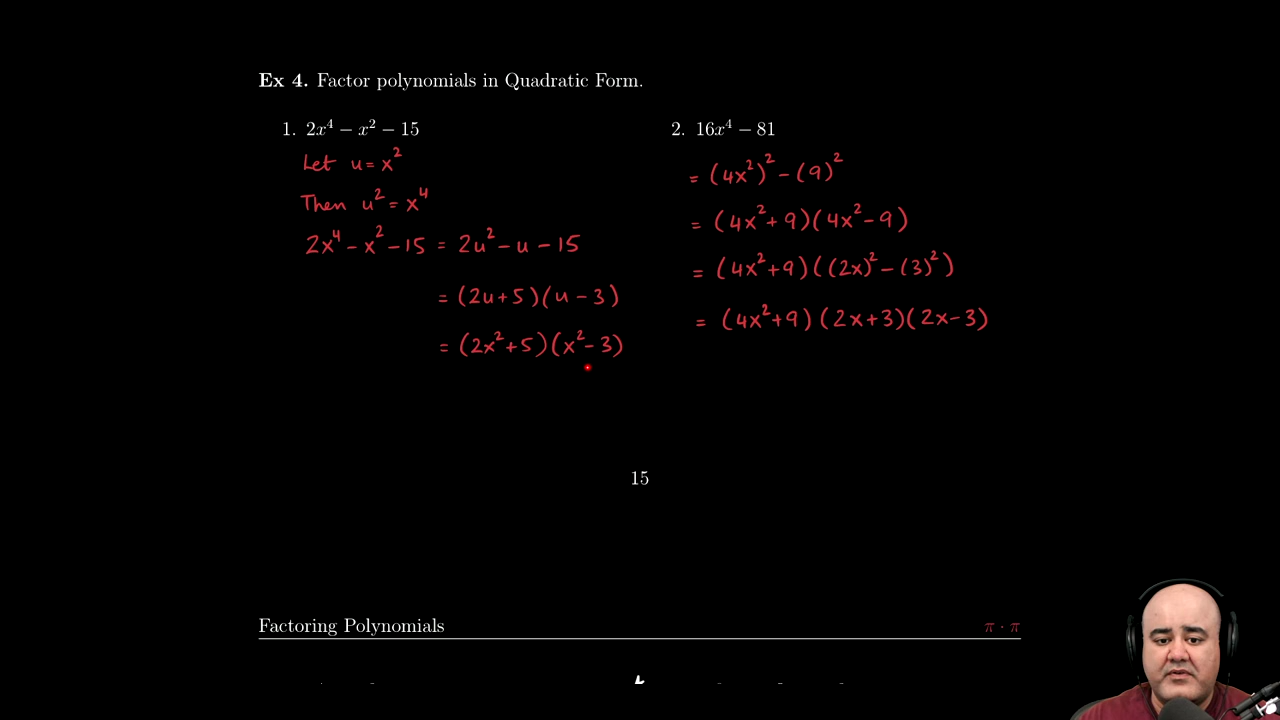 Ex 4. Factor polynomials in Quadratic Form.
1. 2x⁴ − x² − 15
Let u = x²
Then u² = x⁴
2x⁴ − x² − 15 = 2u² − u − 15
= (2u + 5)(u − 3)
= (2x² + 5)(x² − 3)
2. 16x⁴ − 81
= (4x²)² − (9)²
= (4x² + 9)(4x² − 9)
= (4x² + 9)((2x)² − (3)²)
= (4x² + 9)(2x + 3)(2x − 3)
15
Factoring Polynomials π · π